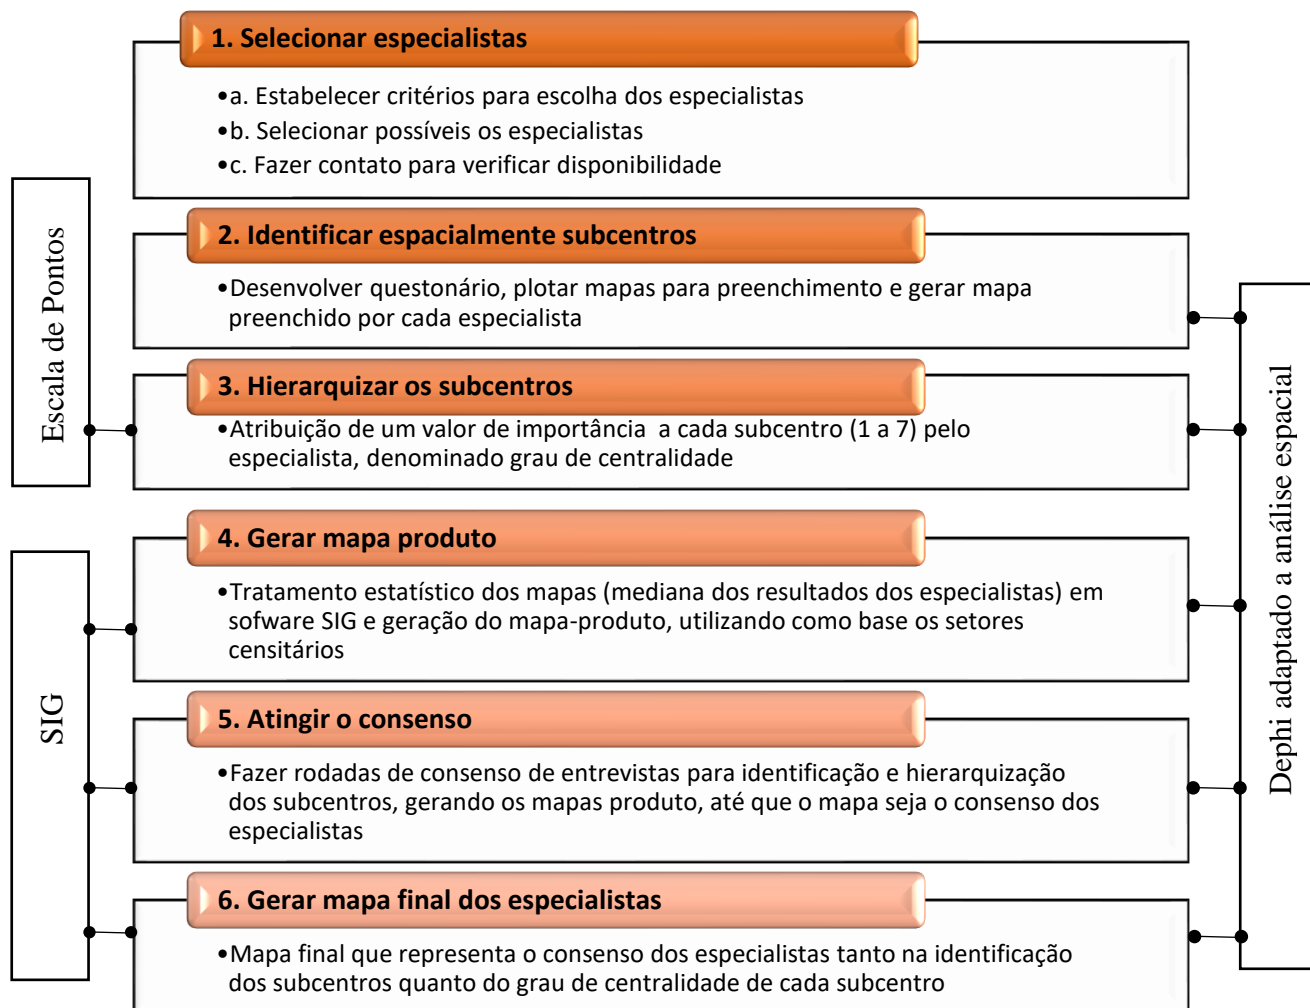 1. Selecionar especialistas
•a. Estabelecer critérios para escolha dos especialistas
•b. Selecionar possíveis os especialistas
•c. Fazer contato para verificar disponibilidade
Escala de Pontos
2. Identificar espacialmente subcentros
•Desenvolver questonário, plotar mapas para preenchimento e gerar mapa
preenchido por cada especialista
3. Hierarquizar os subcentros
•Atribuição de um valor de importância a cada subcentro (1 a 7) pelo
especialista, denominado grau de centralidade
Dephi adaptado a análise espacial
SIG
4. Gerar mapa produto
•Tratamento estatístico dos mapas (mediana dos resultados dos especialistas) em
sofware SIG e geração do mapa-produto, utilizando como base os setores
censitários
5. Atingir o consenso
•Fazer rodadas de consenso de entrevistas para identificação e hierarquização
dos subcentros, gerando os mapas produto, até que o mapa seja o consenso dos
especialistas
6. Gerar mapa final dos especialistas
•Mapa final que representa o consenso dos especialistas tanto na identificação
dos subcentros quanto do grau de centralidade de cada subcentro